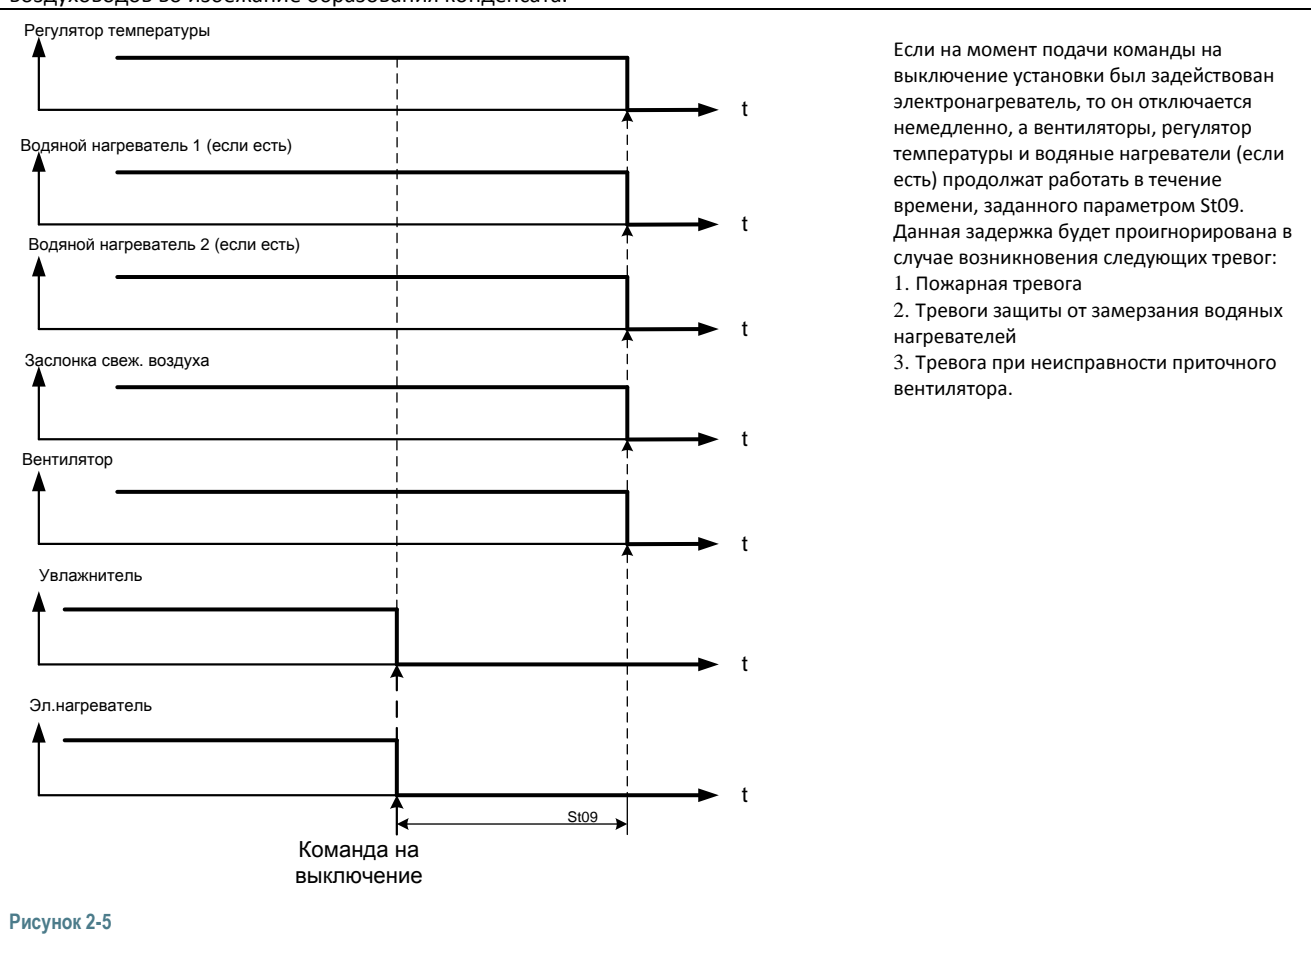 воздуховодов во избежание образования конденсата.
Регулятор температуры
t
Водяной нагреватель 1 (если есть)
t
Водяной нагреватель 2 (если есть)
t
Заслонка свеж. воздуха
t
Вентилятор
t
Увлажнитель
t
Эл.нагреватель
t
St09
Команда на
выключение
Если на момент подачи команды на
выключение установки был задействован
электронагреватель, то он отключается
немедленно, а вентиляторы, регулятор
температуры и водяные нагреватели (если
есть) продолжат работать в течение
времени, заданного параметром St09.
Данная задержка будет проигнорирована в
случае возникновения следующих тревог:
1. Пожарная тревога
2. Тревоги защиты от замерзания водяных
нагревателей
3. Тревога при неисправности приточного
вентилятора.
Рисунок 2-5